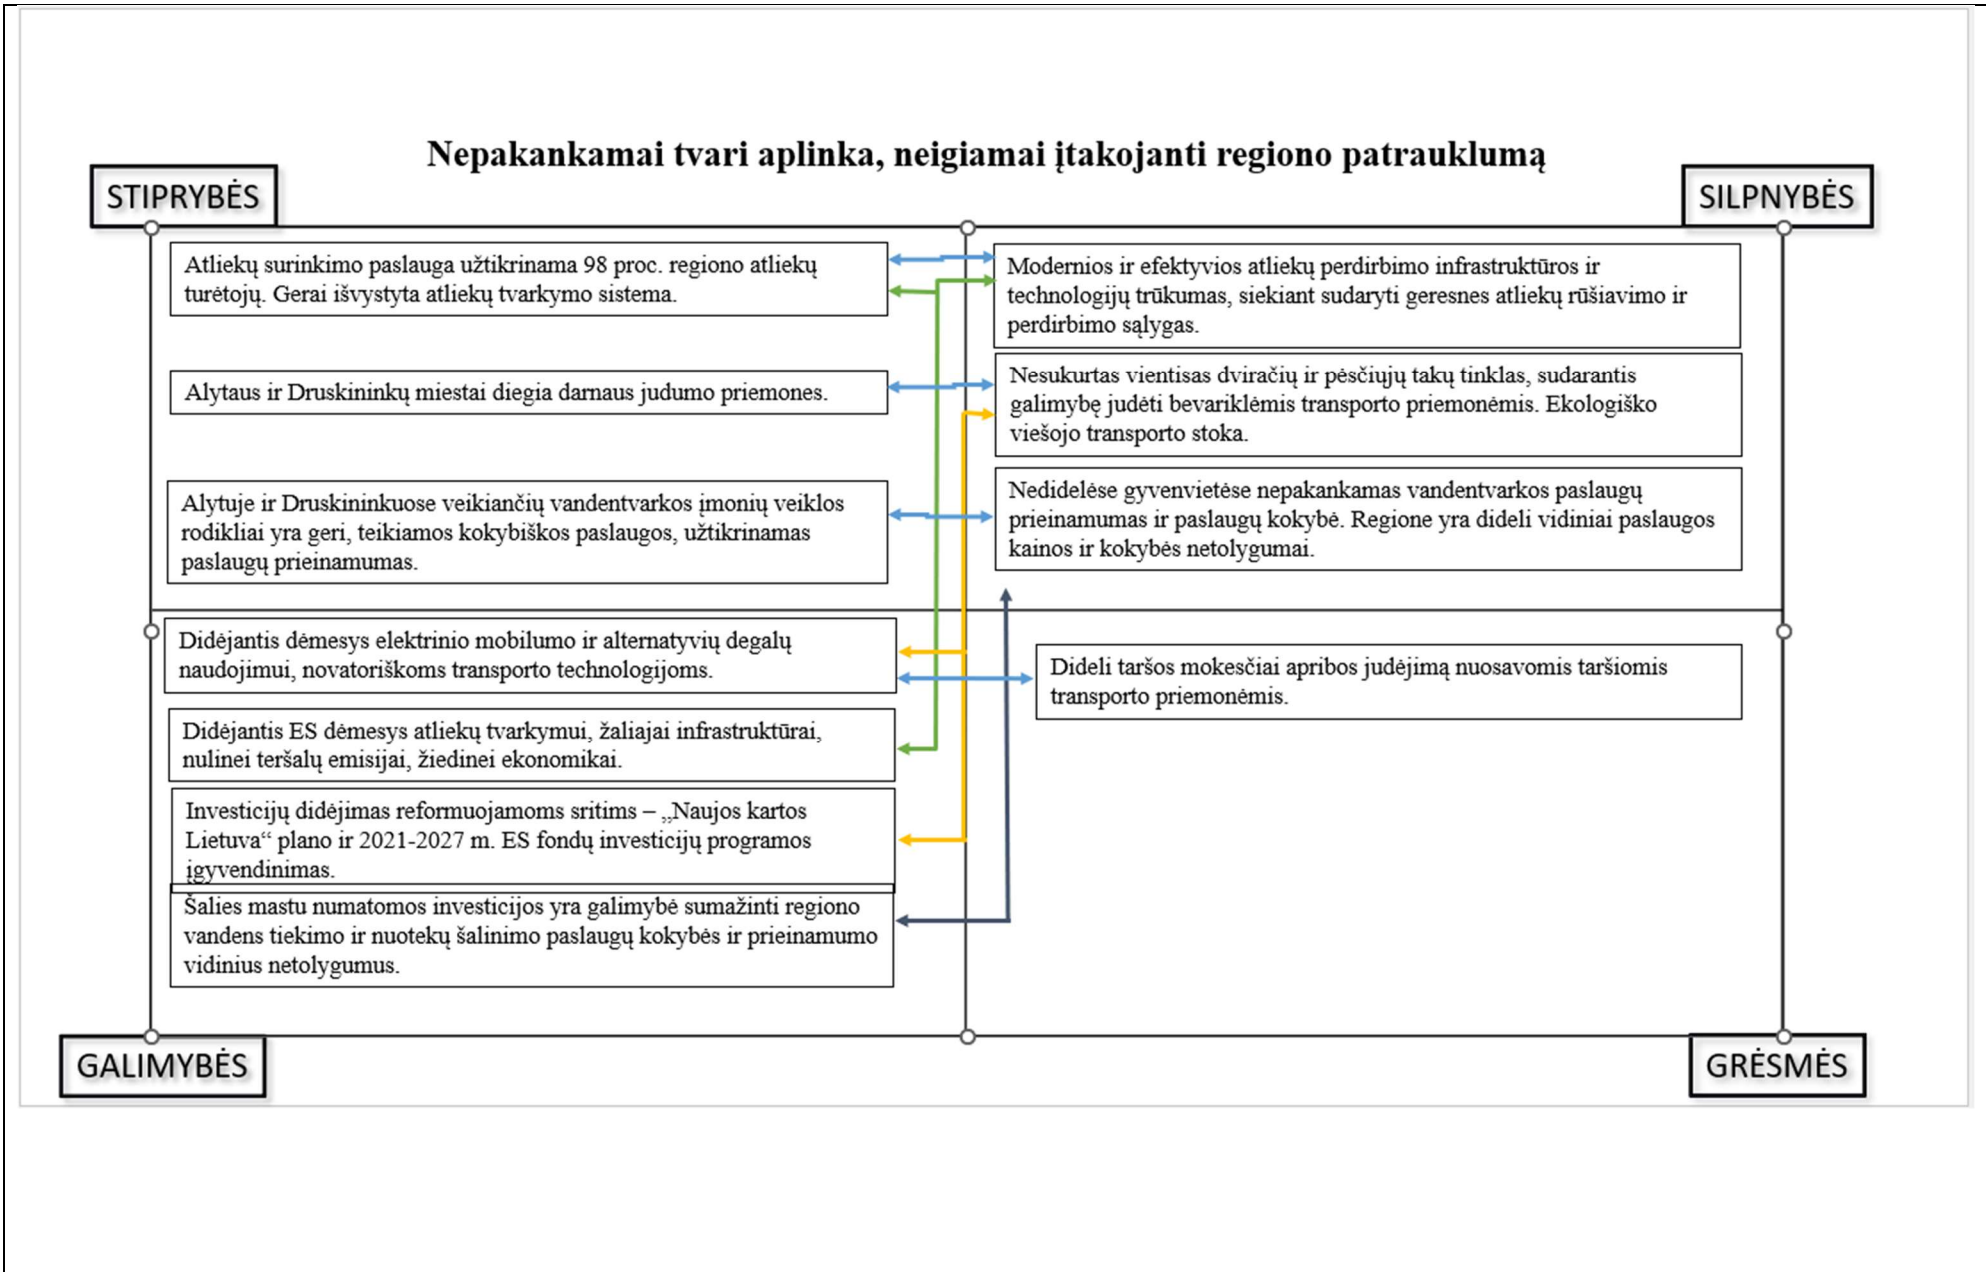 Nepakankamai tvari aplinka, neigiamai įtakojanti regiono patrauklumą
STIPRYBĖS
SILPNYBĖS
Atliekų surinkimo paslauga užtikrinama 98 proc. regiono atliekų
turėtojų. Gerai išvystyta atliekų tvarkymo sistema.
Modernios ir efektyvios atliekų perdirbimo infrastruktūros ir
technologijų trūkumas, siekiant sudaryti geresnes atliekų rūšiavimo ir
perdirbimo sąlygas.
Alytaus ir Druskininkų miestai diegia darnaus judumo priemones.
Nesukurtas vientisas dviračių ir pėsčiųjų takų tinklas, sudarantis
galimybę judėti bevariklėmis transporto priemonėmis. Ekologiško
viešojo transporto stoka.
Alytuje ir Druskininkuose veikiančių vandentvarkos įmonių veiklos
rodikliai yra geri, teikiamos kokybiškos paslaugos, užtikrinamas
paslaugų prieinamumas.
Nedidelėse gyvenvietėse nepakankamas vandentvarkos paslaugų
prieinamumas ir paslaugų kokybė. Regione yra dideli vidiniai paslaugos
kainos ir kokybės netolygumai.
Didėjantis dėmesys elektrinio mobilumo ir alternatyvių degalų
naudojimui, novatoriškoms transporto technologijoms.
Dideli taršos mokesčiai apribos judėjimą nuosavomis taršiomis
transporto priemonėmis.
Didėjantis ES dėmesys atliekų tvarkymui, žaliajai infrastruktūrai,
nulinei teršalų emisijai, žiedinei ekonomikai.
Investicijų didėjimas reformuojamoms sritims – „Naujos kartos
Lietuva“ plano ir 2021-2027 m. ES fondų investicijų programos
įgyvendinimas.
Šalies mastu numatomos investicijos yra galimybė sumažinti regiono
vandens tiekimo ir nuotekų šalinimo paslaugų kokybės ir prieinamumo
vidinius netolygumus.
GALIMYBĖS
GRĖSMĖS